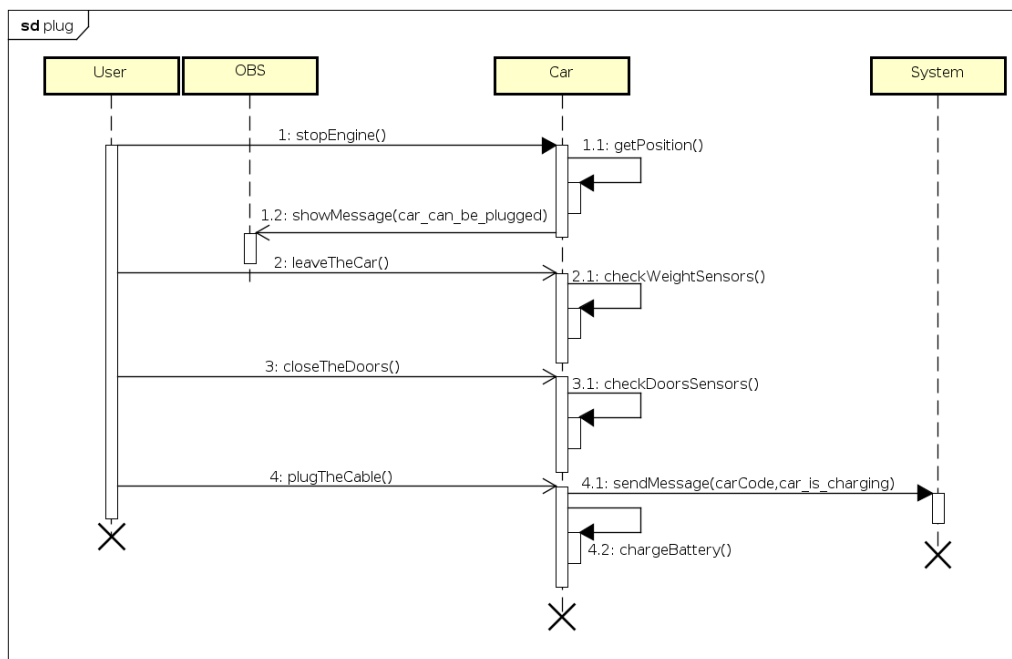 sd plug
User
OBS
Car
System
1: stopEngine()
1.1: getPosition()
1.2: showMessage(car_can_be_plugged)
2: leaveTheCar()
2.1: checkWeightSensors()
3: closeTheDoors()
3.1: checkDoorsSensors()
4: plugTheCable()
4.1: sendMessage(carCode,car_is_charging)
4.2: chargeBattery()